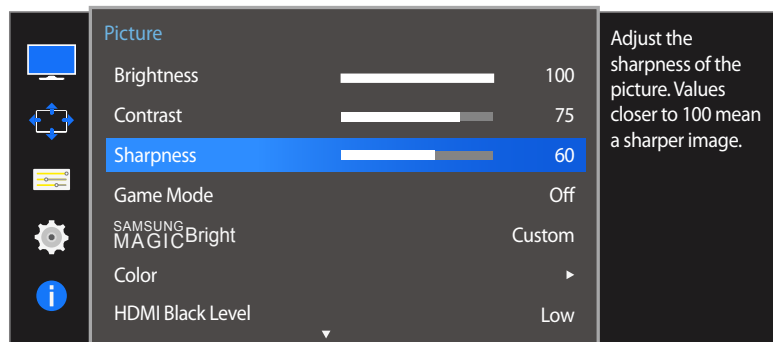 Picture
Brightness 100
Contrast 75
Sharpness 60
Game Mode Off
SAMSUNG
MAGICBright Custom
Color
HDMI Black Level Low
Adjust the
sharpness of the
picture. Values
closer to 100 mean
a sharper image.